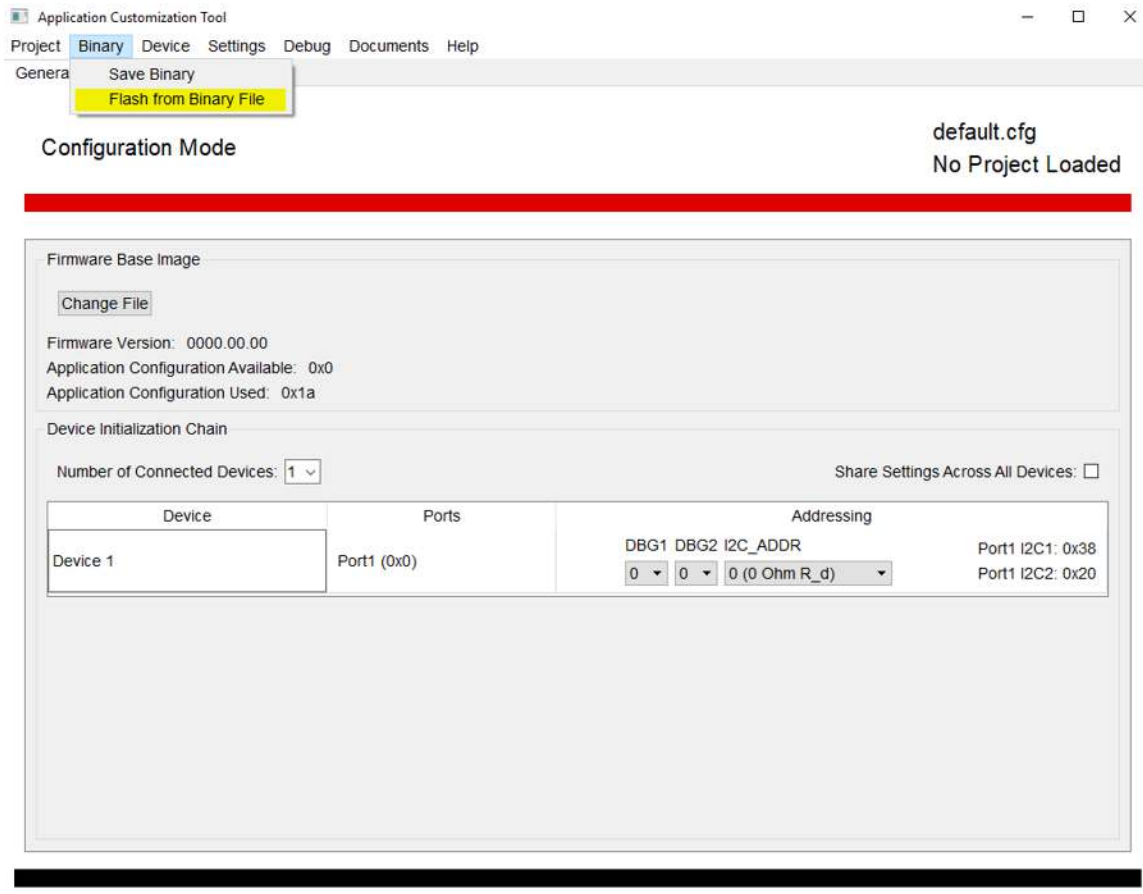 Application Customization Tool
Project Binary Device Settings Debug Documents Help
Genera
Save Binary
Flash from Binary File
Configuration Mode
default.cfg
No Project Loaded
Firmware Base Image
Change File
Firmware Version: 0000.00.00
Application Configuration Available: 0x0
Application Configuration Used: 0x1a
Device Initialization Chain
Number of Connected Devices: 1
Share Settings Across All Devices:
Device Ports Addressing
Device 1
Port1 (0x0)
DBG1 DBG2 I2C_ADDR
0 0 0 (0 Ohm R_d)
Port1 I2C1: 0x38
Port1 I2C2: 0x20